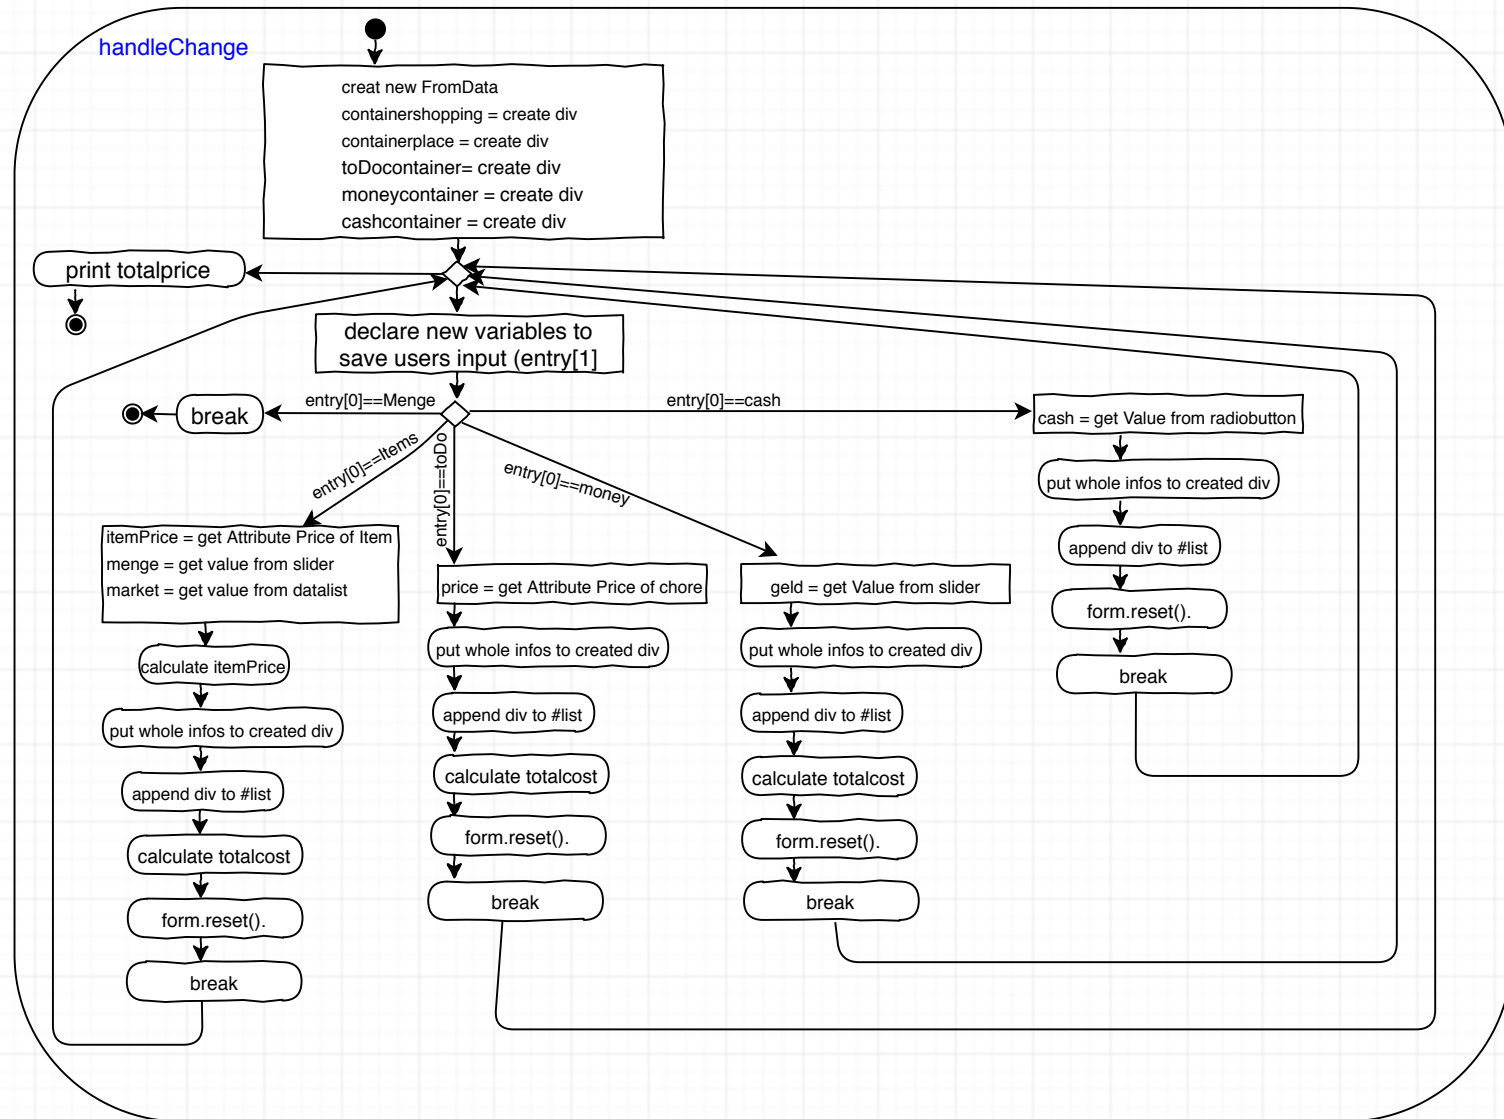 handleChange
creat new FromData
containershopping = create div
containerplace = create div
toDocontainer= create div
moneycontainer = create div
cashcontainer = create div
print totalprice
declare new variables to
save users input (entry[1]
entry[0]==Menge
break
entry[0]==cash
entry[0]==Items
entry[0]==toDo
entry[0]==money
cash = get Value from radiobutton
put whole infos to created div
append div to #list
form.reset().
break
itemPrice = get Attribute Price of Item
menge = get value from slider
market = get value from datalist
calculate itemPrice
put whole infos to created div
append div to #list
calculate totalcost
form.reset().
break
price = get Attribute Price of chore
put whole infos to created div
append div to #list
calculate totalcost
form.reset().
break
geld = get Value from slider
put whole infos to created div
append div to #list
calculate totalcost
form.reset().
break